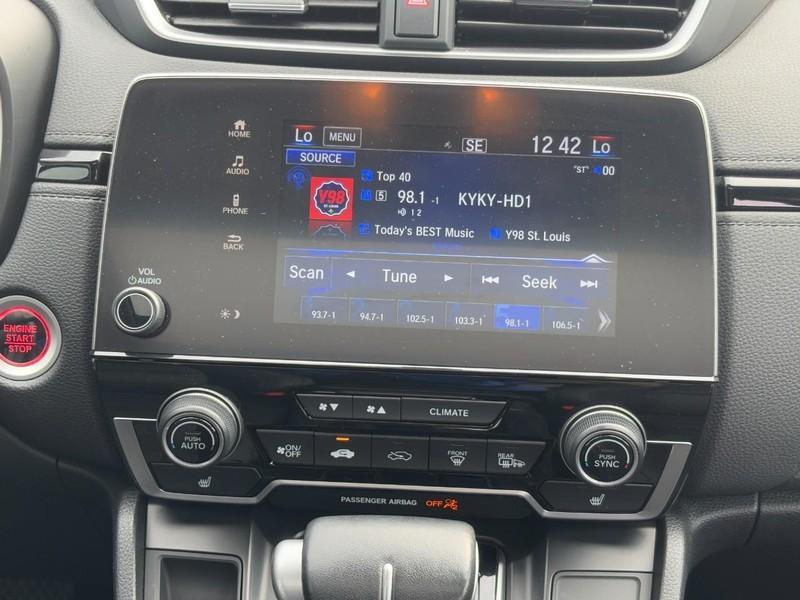 HOME
AUDIO
PHONE
BACK
VOL
AUDIO
ENGINE
START
STOP
Lo MENU SE 12 42 Lo
SOURCE
"ST" 00
Top 40
Y98
ST. LOUIS
5 98.1 -1 KYKY-HD1
1 2
Today's BEST Music Y98 St. Louis
Scan Tune Seek
93.7-1 94.7-1 102.5-1 103.3-1 98.1-1 106.5-1
CLIMATE
PUSH
AUTO
ON/
OFF
FRONT
REAR
PUSH
SYNC
PASSENGER AIRBAG OFF